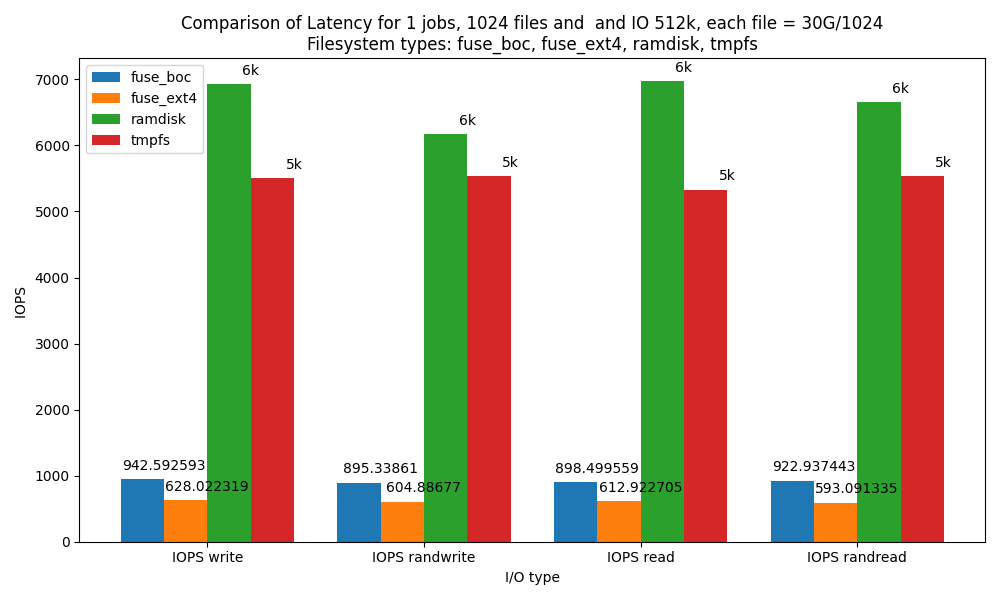 Comparison of Latency for 1 jobs, 1024 files and  and IO 512k, each file = 30G/1024
Filesystem types: fuse_boc, fuse_ext4, ramdisk, tmpfs
fuse_boc
fuse_ext4
ramdisk
tmpfs
IOPS
7000
6000
5000
4000
3000
2000
1000
0
942.592593
628.022319
6k
5k
895.33861
604.88677
6k
5k
898.499559
612.922705
6k
5k
922.937443
593.091335
6k
5k
IOPS write
IOPS randwrite
IOPS read
IOPS randread
I/O type